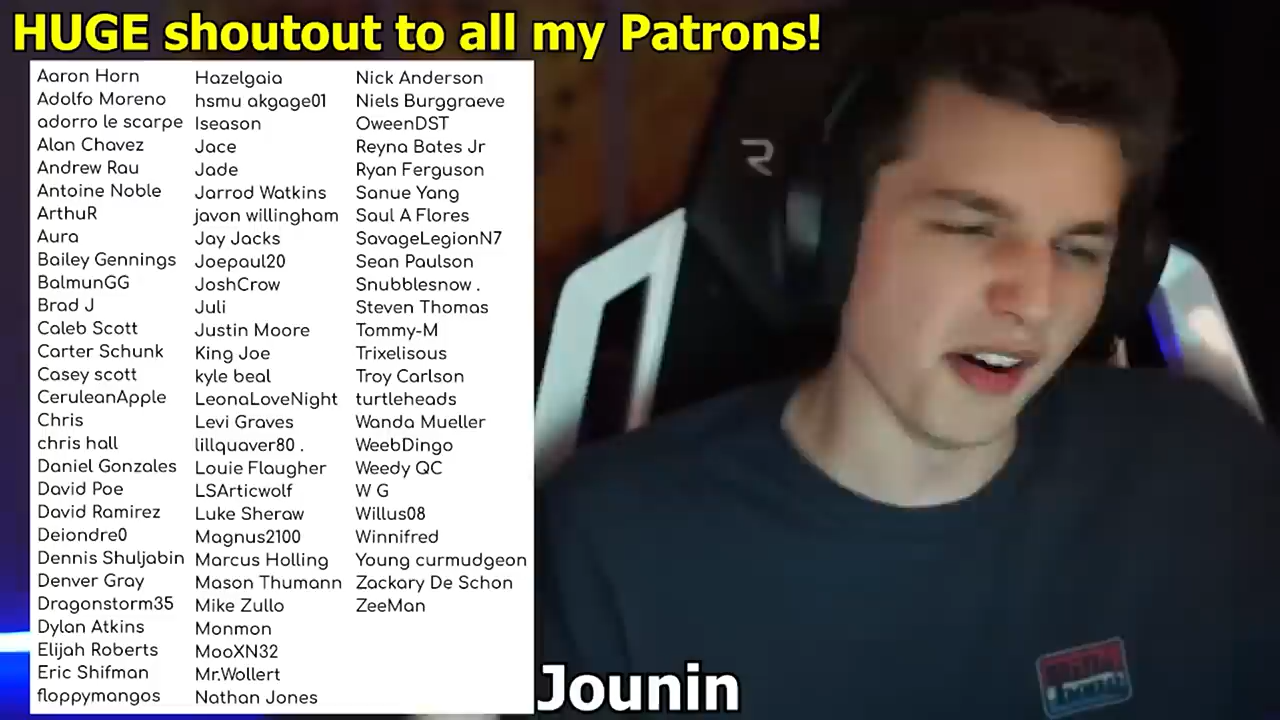 HUGE shoutout to all my Patrons!
Aaron Horn
Adolfo Moreno
adorro le scarpe
Alan Chavez
Andrew Rau
Antoine Noble
ArthuR
Aura
Bailey Gennings
BalmunGG
Brad J
Caleb Scott
Carter Schunk
Casey scott
CeruleanApple
Chris
chris hall
Daniel Gonzales
David Poe
David Ramirez
Deiondre0
Dennis Shuljabin
Denver Gray
Dragonstorm35
Dylan Atkins
Elijah Roberts
Eric Shifman
floppymangos
Hazelgaia
hsmu akgage01
Iseason
Jace
Jade
Jarrod Watkins
javon willingham
Jay Jacks
Joepaul20
JoshCrow
Juli
Justin Moore
King Joe
kyle beal
LeonaLoveNight
Levi Graves
lillquaver80 .
Louie Flaugher
LSArticwolf
Luke Sheraw
Magnus2100
Marcus Holling
Mason Thumann
Mike Zullo
Monmon
MooXN32
Mr.Wollert
Nathan Jones
Nick Anderson
Niels Burggraeve
OweenDST
Reyna Bates Jr
Ryan Ferguson
Sanue Yang
Saul A Flores
SavageLegionN7
Sean Paulson
Snubblesnow .
Steven Thomas
Tommy-M
Trixelisous
Troy Carlson
turtleheads
Wanda Mueller
WeebDingo
Weedy QC
W G
Willus08
Winnifred
Young curmudgeon
Zackary De Schon
ZeeMan
Jounin